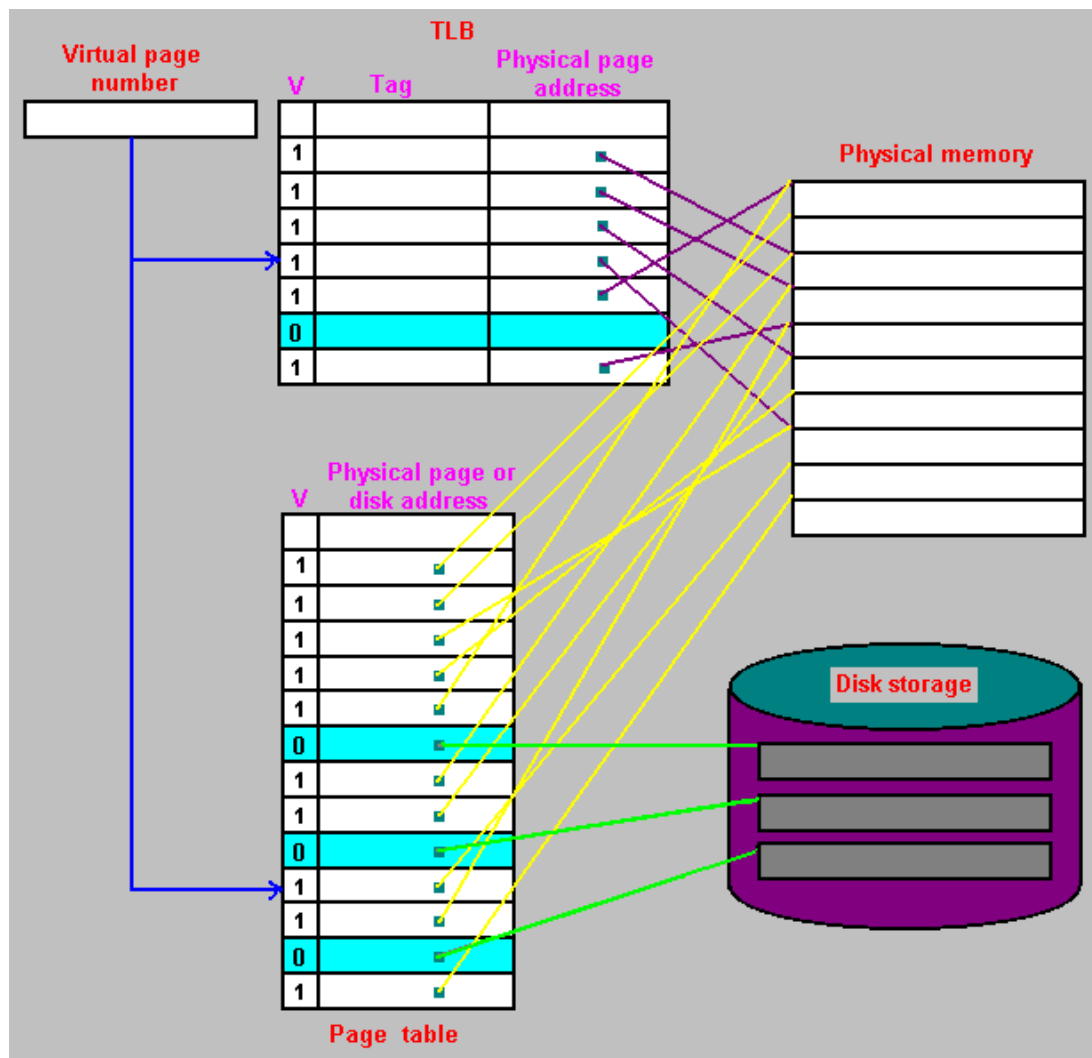 TLB
Virtual page
number
V
Tag
Physical page
address
1
1
1
1
1
0
1
Physical memory
Physical page or
disk address
V
1
1
1
1
1
0
1
1
0
1
1
0
1
Page table
Disk storage